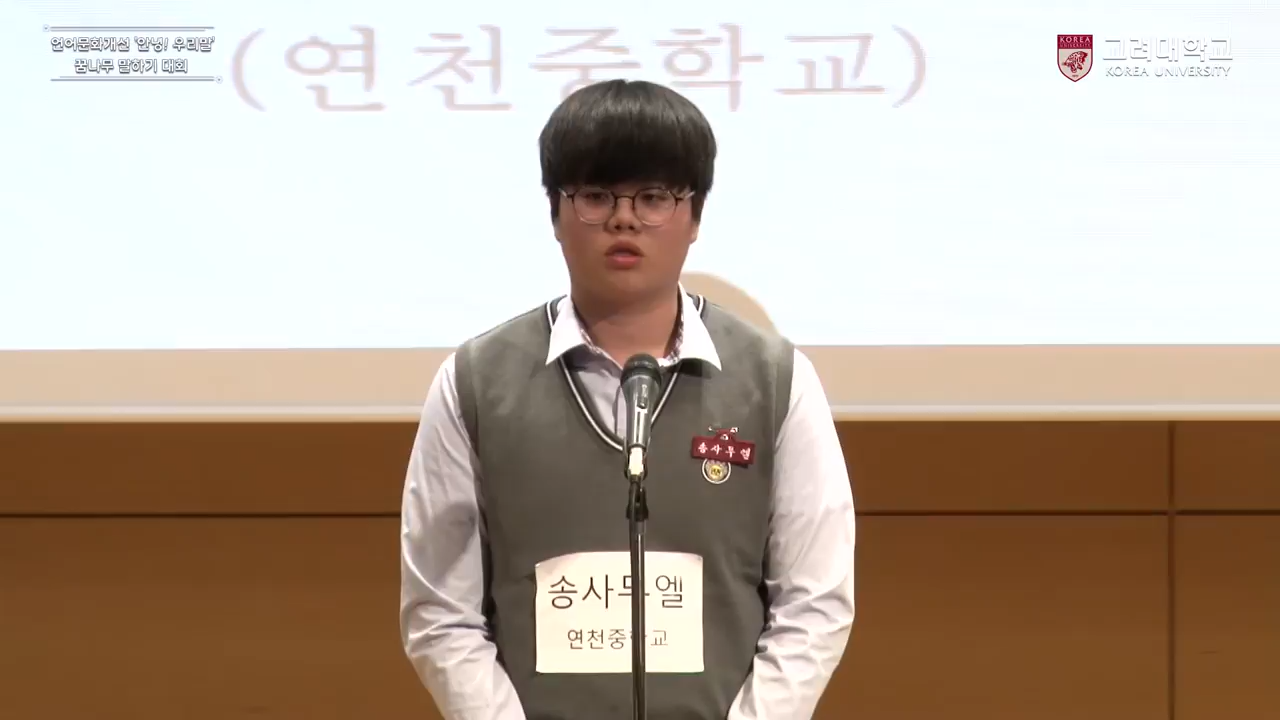 언어문화개선 '안녕! 우리말'
꿈나무 말하기 대회
(연천중학교)
KOREA
UNIVERSITY
고려대학교
KOREA UNIVERSITY
송사무엘
송사무엘
연천중학교